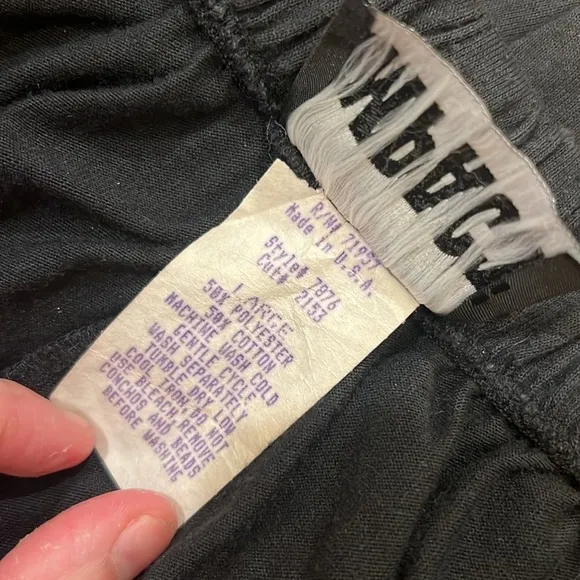 R/N# 71957
Made in U.S.A.
Style# 7876
Cut# 2153
LARGE
50% POLYESTER
50% COTTON
MACHINE WASH COLD
GENTLE CYCLE
WASH SEPARATELY
TUMBLE DRY LOW
COOL IRON, DO NOT
USE BLEACH,REMOVE
CONCHOS AND BEADS
BEFORE WASHING